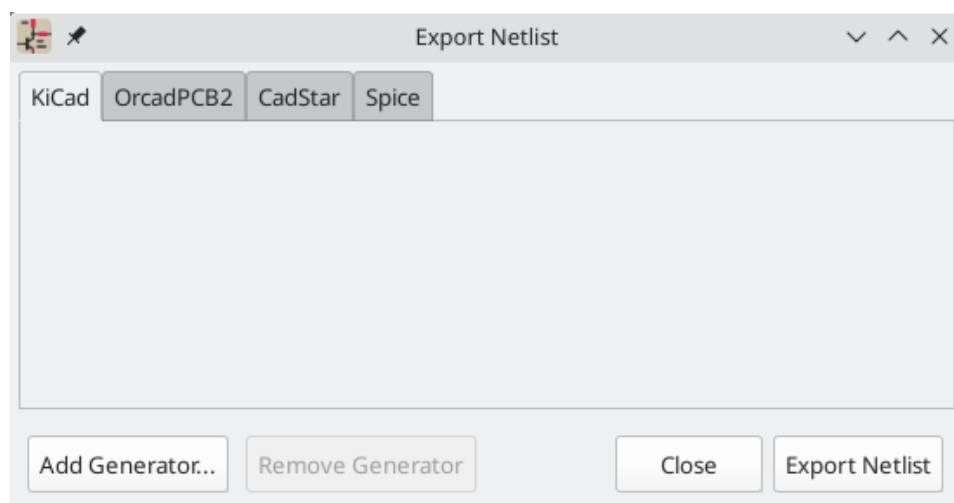 Export Netlist
KiCad OrcadPCB2 CadStar Spice
Add Generator... Remove Generator Close Export Netlist